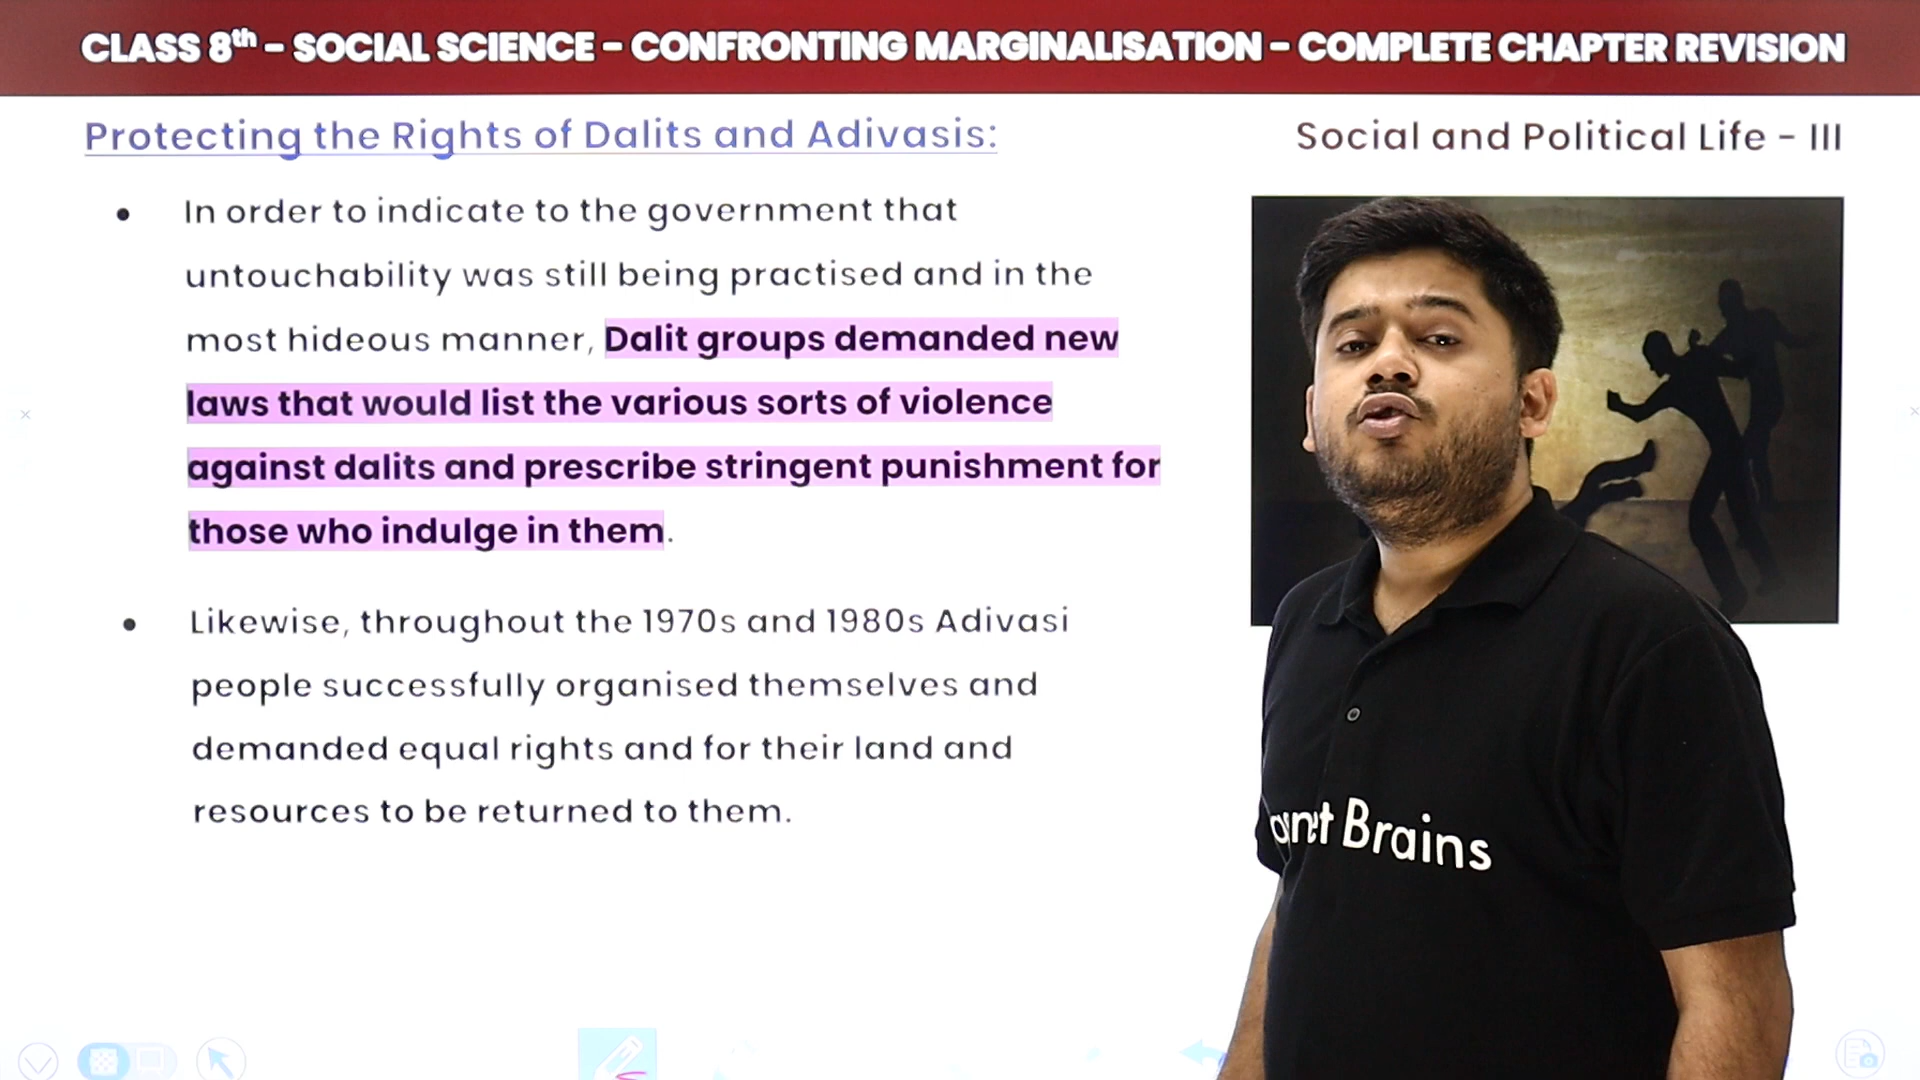 CLASS 8th – SOCIAL SCIENCE – CONFRONTING MARGINALISATION – COMPLETE CHAPTER REVISION
Protecting the Rights of Dalits and Adivasis:
Social and Political Life – III
• In order to indicate to the government that
untouchability was still being practised and in the
most hideous manner, Dalit groups demanded new
laws that would list the various sorts of violence
against dalits and prescribe stringent punishment for
those who indulge in them.
• Likewise, throughout the 1970s and 1980s Adivasi
people successfully organised themselves and
demanded equal rights and for their land and
resources to be returned to them.
Brains